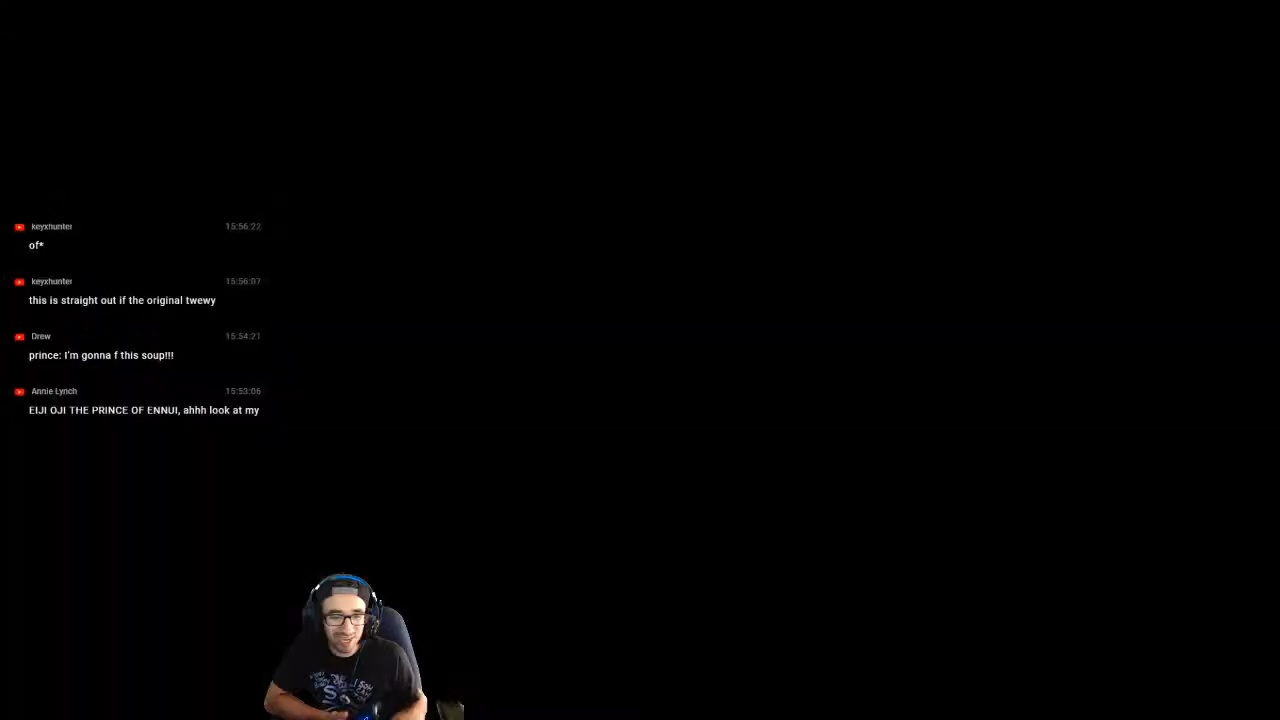 keyxhunter 15:56:22
of*
keyxhunter 15:56:07
this is straight out if the original twewy
Drew 15:54:21
prince: I'm gonna f this soup!!!
Annie Lynch 15:53:06
EIJI OJI THE PRINCE OF ENNUI, ahhh look at my